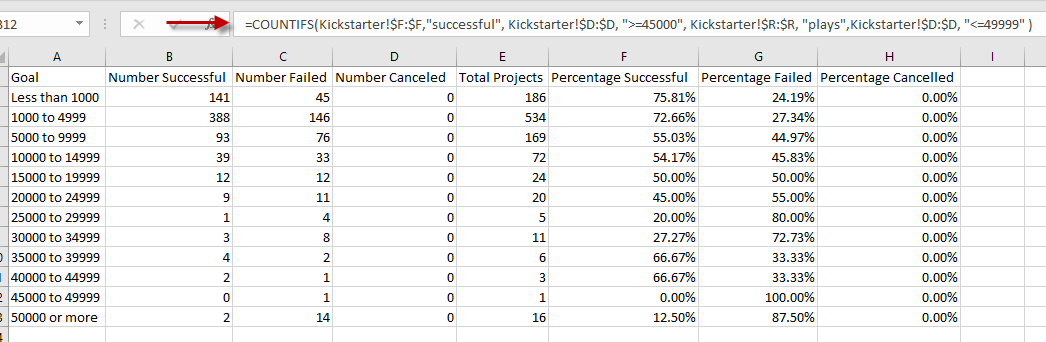 B12 =COUNTIFS(Kickstarter!$F:$F,"successful", Kickstarter!$D:$D, ">=45000", Kickstarter!$R:$R, "plays",Kickstarter!$D:$D, "<=49999" )
A B C D E F G H I
Goal Number Successful Number Failed Number Canceled Total Projects Percentage Successful Percentage Failed Percentage Cancelled
Less than 1000 141 45 0 186 75.81% 24.19% 0.00%
1000 to 4999 388 146 0 534 72.66% 27.34% 0.00%
5000 to 9999 93 76 0 169 55.03% 44.97% 0.00%
10000 to 14999 39 33 0 72 54.17% 45.83% 0.00%
15000 to 19999 12 12 0 24 50.00% 50.00% 0.00%
20000 to 24999 9 11 0 20 45.00% 55.00% 0.00%
25000 to 29999 1 4 0 5 20.00% 80.00% 0.00%
30000 to 34999 3 8 0 11 27.27% 72.73% 0.00%
35000 to 39999 4 2 0 6 66.67% 33.33% 0.00%
40000 to 44999 2 1 0 3 66.67% 33.33% 0.00%
45000 to 49999 0 1 0 1 0.00% 100.00% 0.00%
50000 or more 2 14 0 16 12.50% 87.50% 0.00%